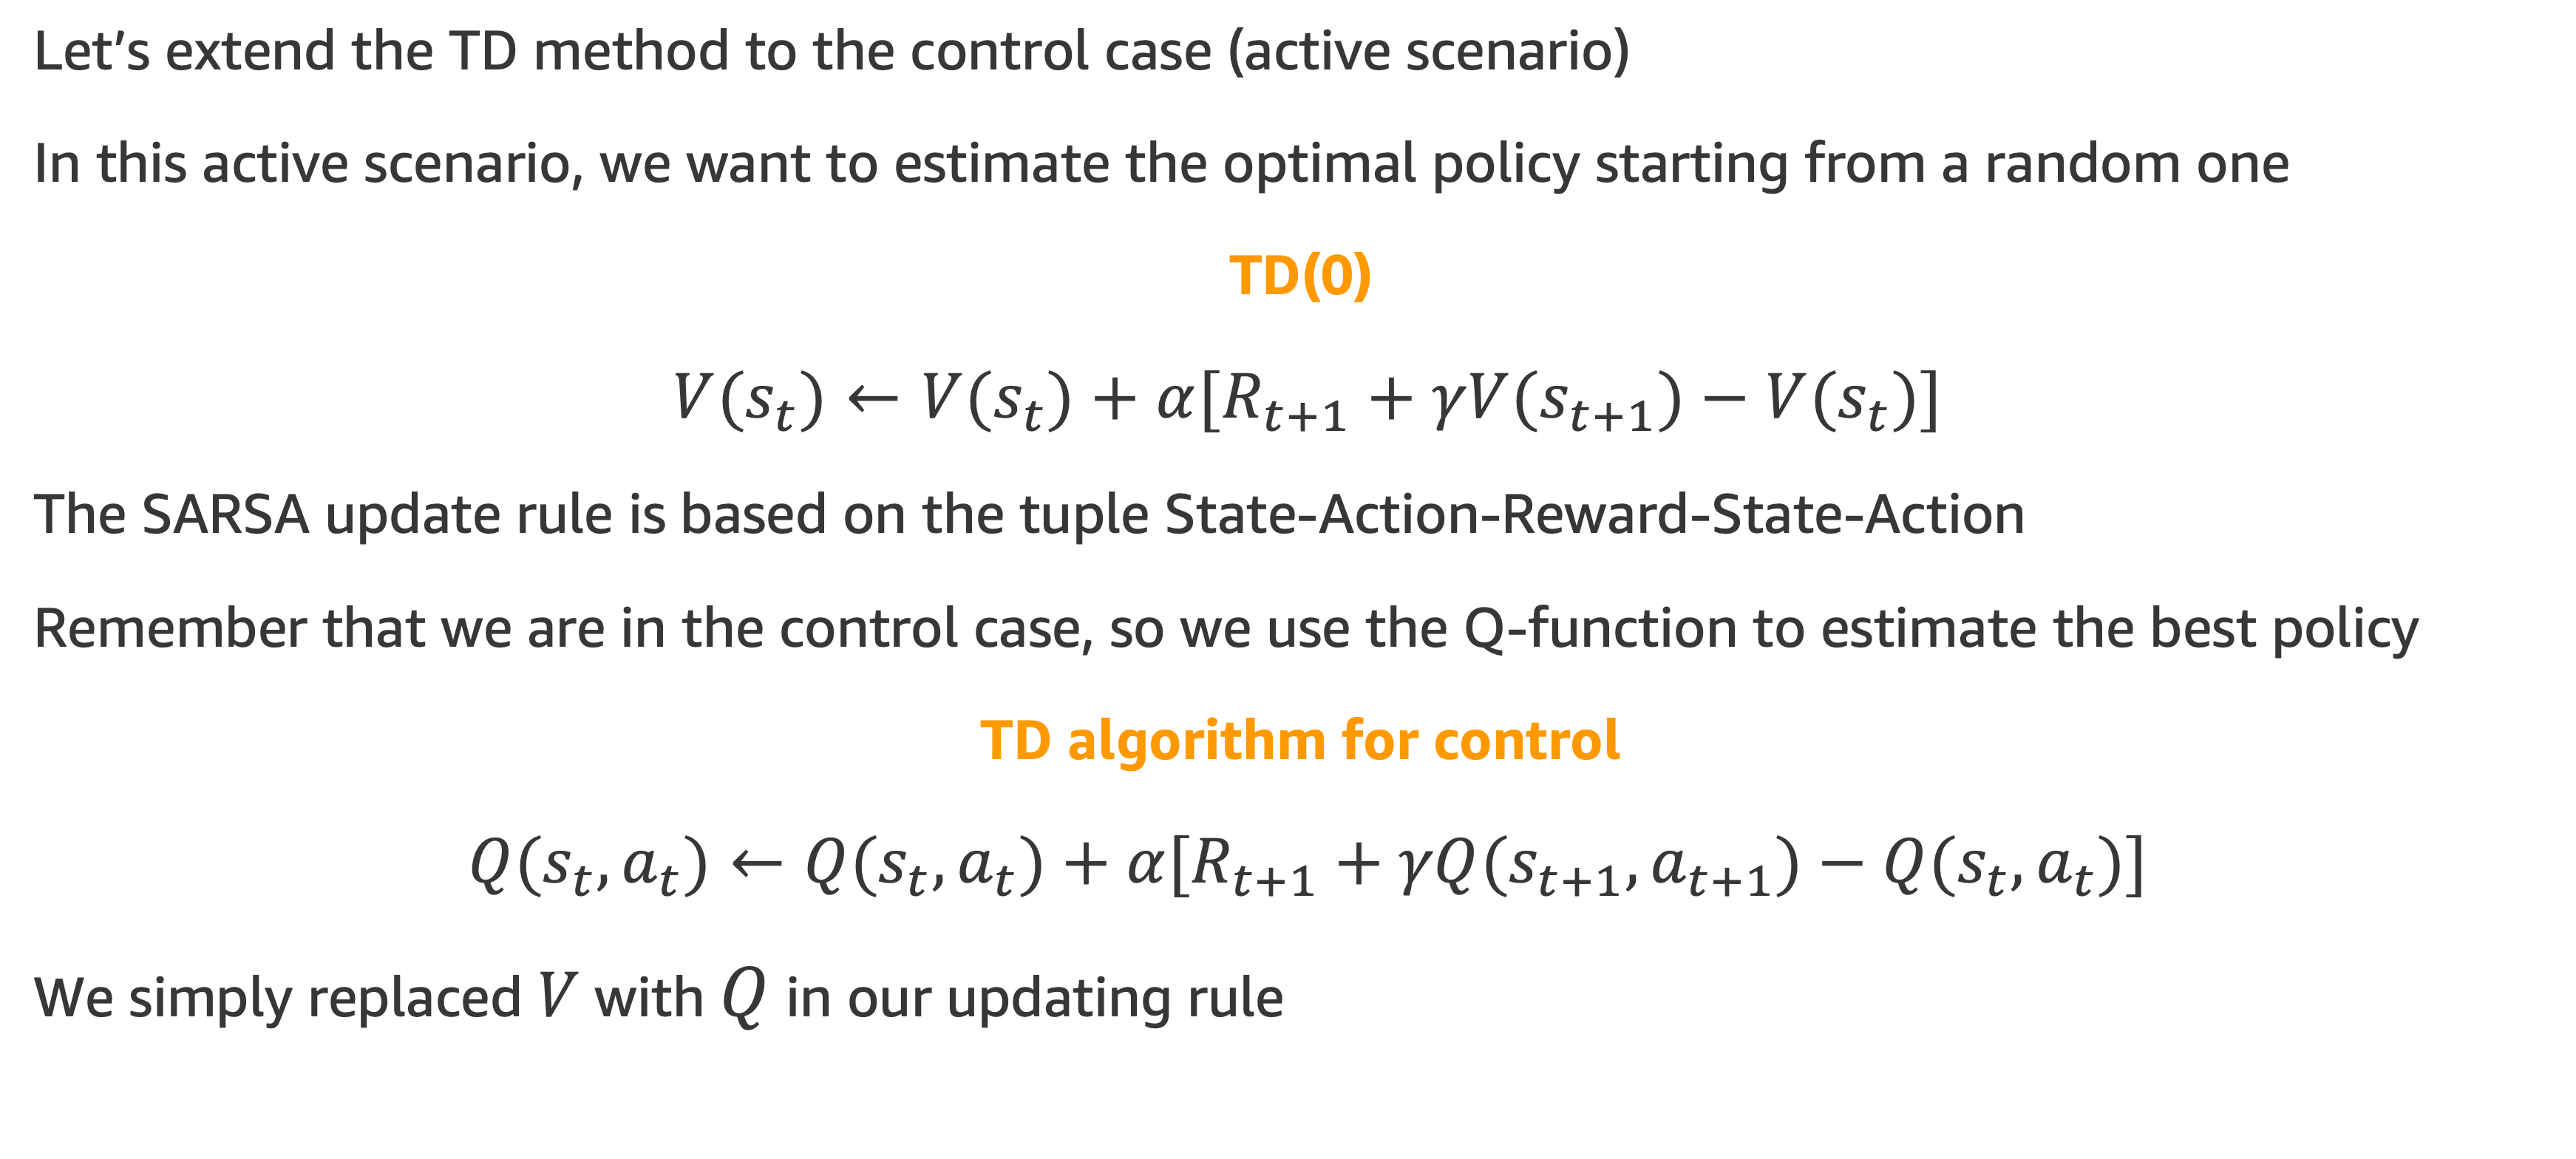 Let’s extend the TD method to the control case (active scenario)
In this active scenario, we want to estimate the optimal policy starting from a random one
TD(0)
V(s_t) ← V(s_t) + α[R_{t+1} + γV(s_{t+1}) − V(s_t)]
The SARSA update rule is based on the tuple State-Action-Reward-State-Action
Remember that we are in the control case, so we use the Q-function to estimate the best policy
TD algorithm for control
Q(s_t, a_t) ← Q(s_t, a_t) + α[R_{t+1} + γQ(s_{t+1}, a_{t+1}) − Q(s_t, a_t)]
We simply replaced V with Q in our updating rule